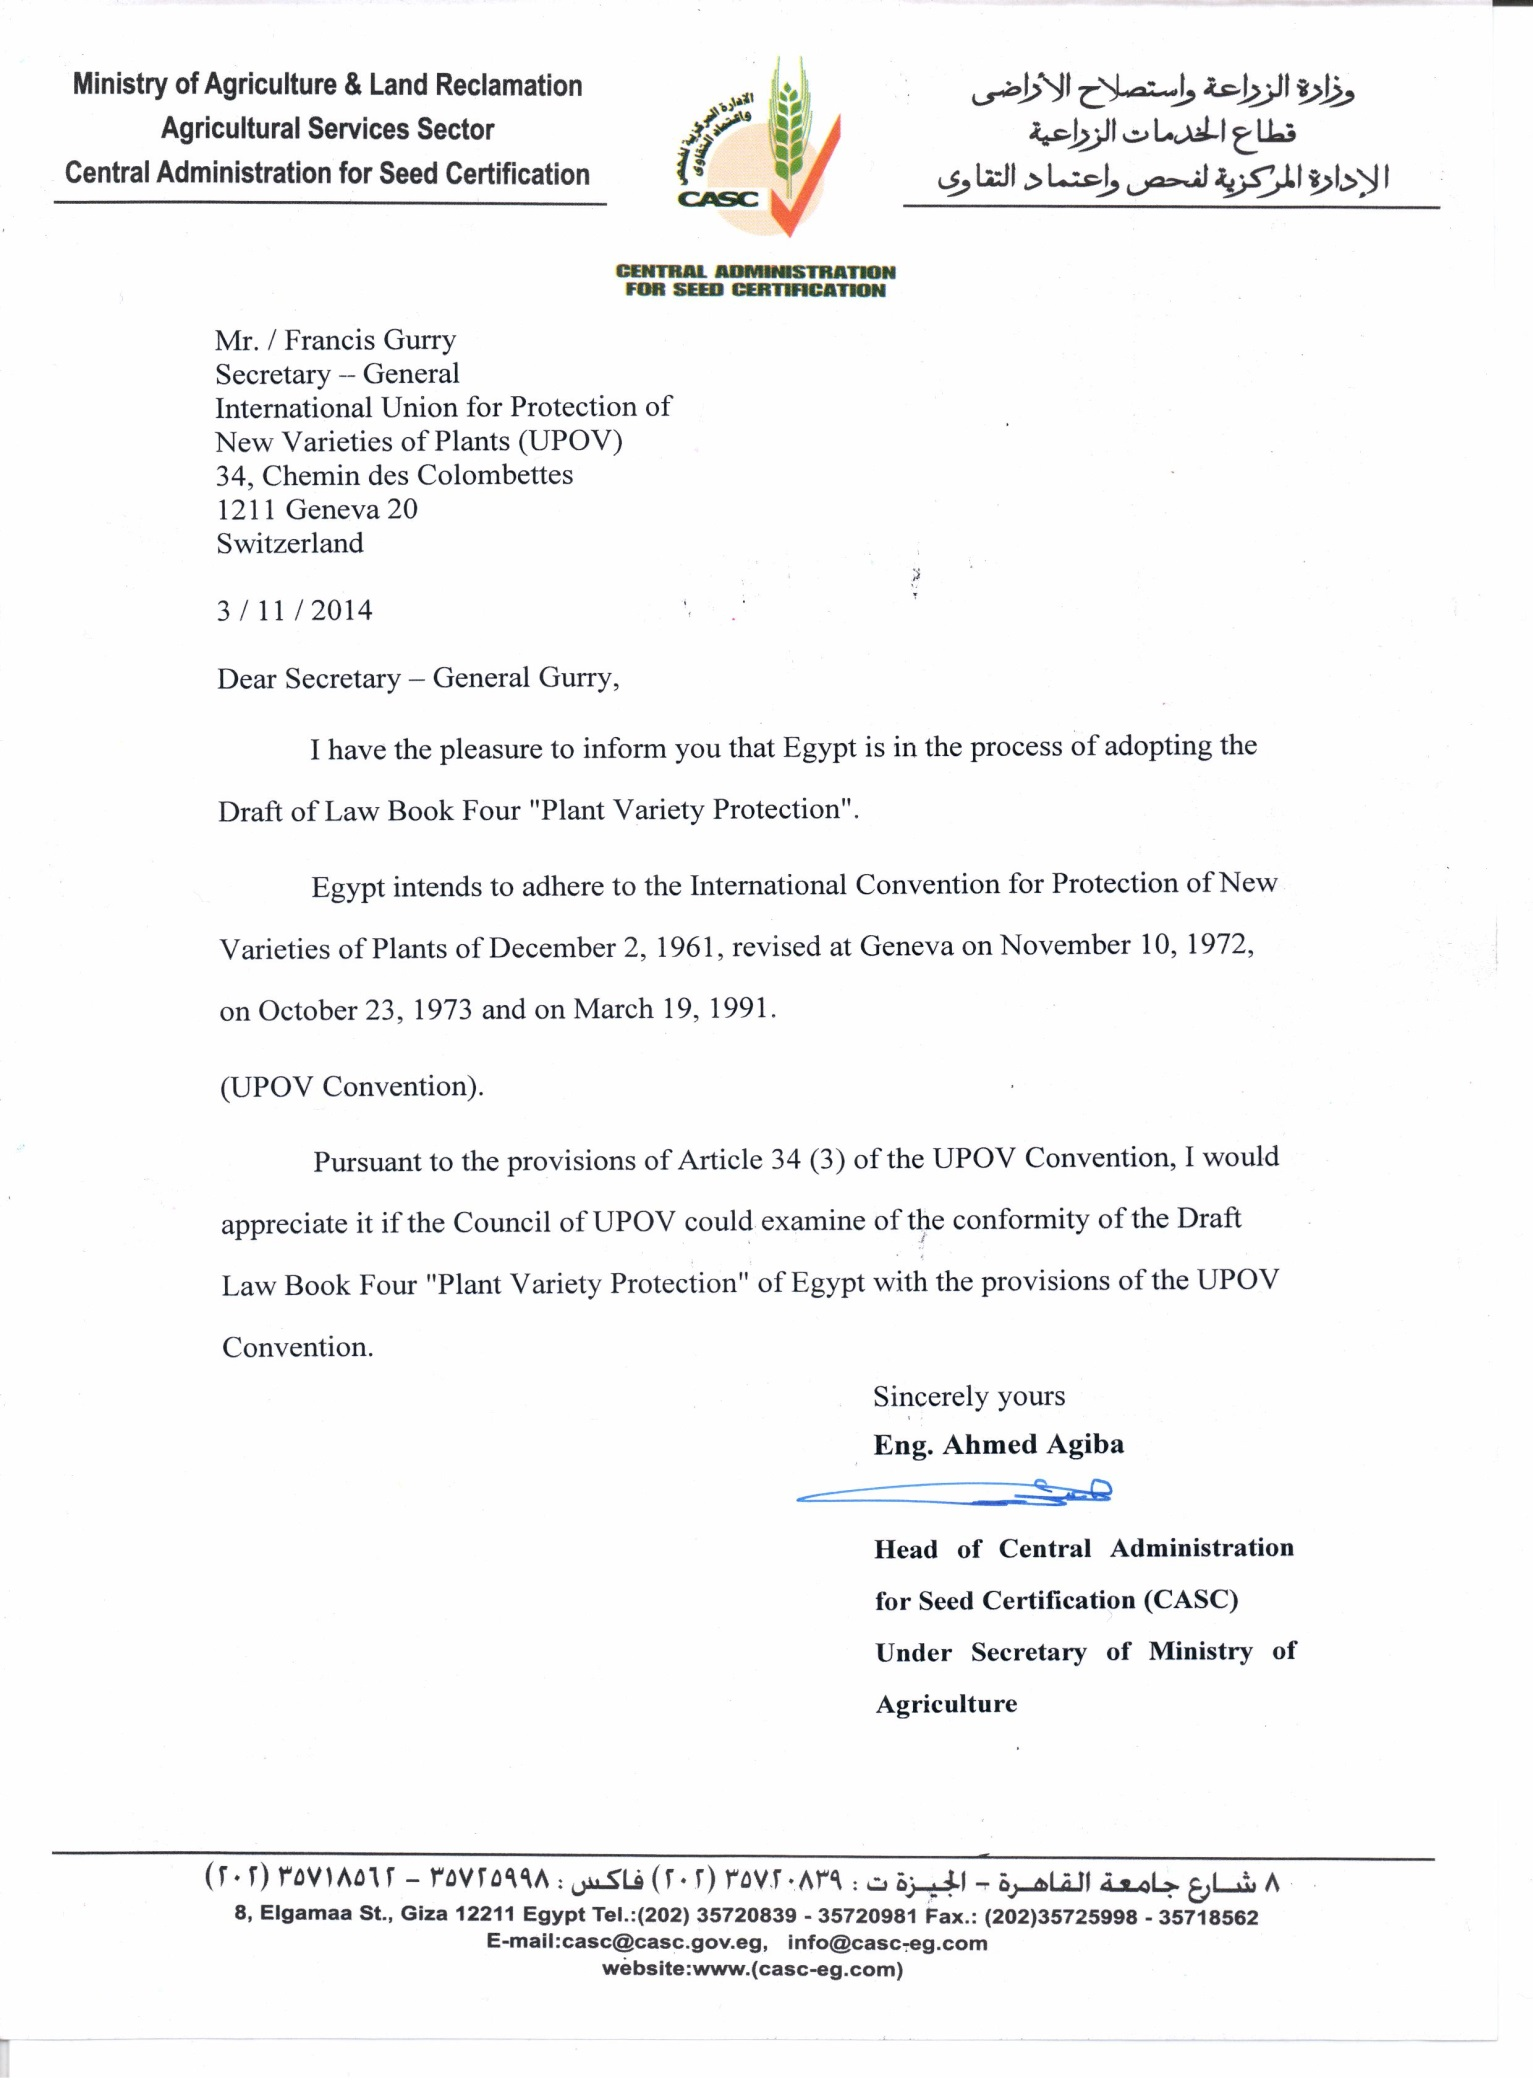 Ministry of Agriculture & Land Reclamation
Agricultural Services Sector
Central Administration for Seed Certification
الإدارة المركزية لفحص
واعتماد التقاوى
CASC
CENTRAL ADMINISTRATION
FOR SEED CERTIFICATION
وزارة الزراعة واستصلاح الأراضى
قطاع الخدمات الزراعية
الإدارة المركزية لفحص واعتماد التقاوى
Mr. / Francis Gurry
Secretary – General
International Union for Protection of
New Varieties of Plants (UPOV)
34, Chemin des Colombettes
1211 Geneva 20
Switzerland
3 / 11 / 2014
Dear Secretary – General Gurry,
I have the pleasure to inform you that Egypt is in the process of adopting the
Draft of Law Book Four "Plant Variety Protection".
Egypt intends to adhere to the International Convention for Protection of New
Varieties of Plants of December 2, 1961, revised at Geneva on November 10, 1972,
on October 23, 1973 and on March 19, 1991.
(UPOV Convention).
Pursuant to the provisions of Article 34 (3) of the UPOV Convention, I would
appreciate it if the Council of UPOV could examine of the conformity of the Draft
Law Book Four "Plant Variety Protection" of Egypt with the provisions of the UPOV
Convention.
Sincerely yours
Eng. Ahmed Agiba
Head of Central Administration
for Seed Certification (CASC)
Under Secretary of Ministry of
Agriculture
٨ شارع جامعة القاهرة – الجيزة ت : ٣٥٧٢٠٨٣٩ (٢٠٢) فاكس : ٣٥٧٢٥٩٩٨ – ٣٥٧١٨٥٦٢ (٢٠٢)
8, Elgamaa St., Giza 12211 Egypt Tel.:(202) 35720839 - 35720981 Fax.: (202)35725998 - 35718562
E-mail:casc@casc.gov.eg, info@casc-eg.com
website:www.(casc-eg.com)